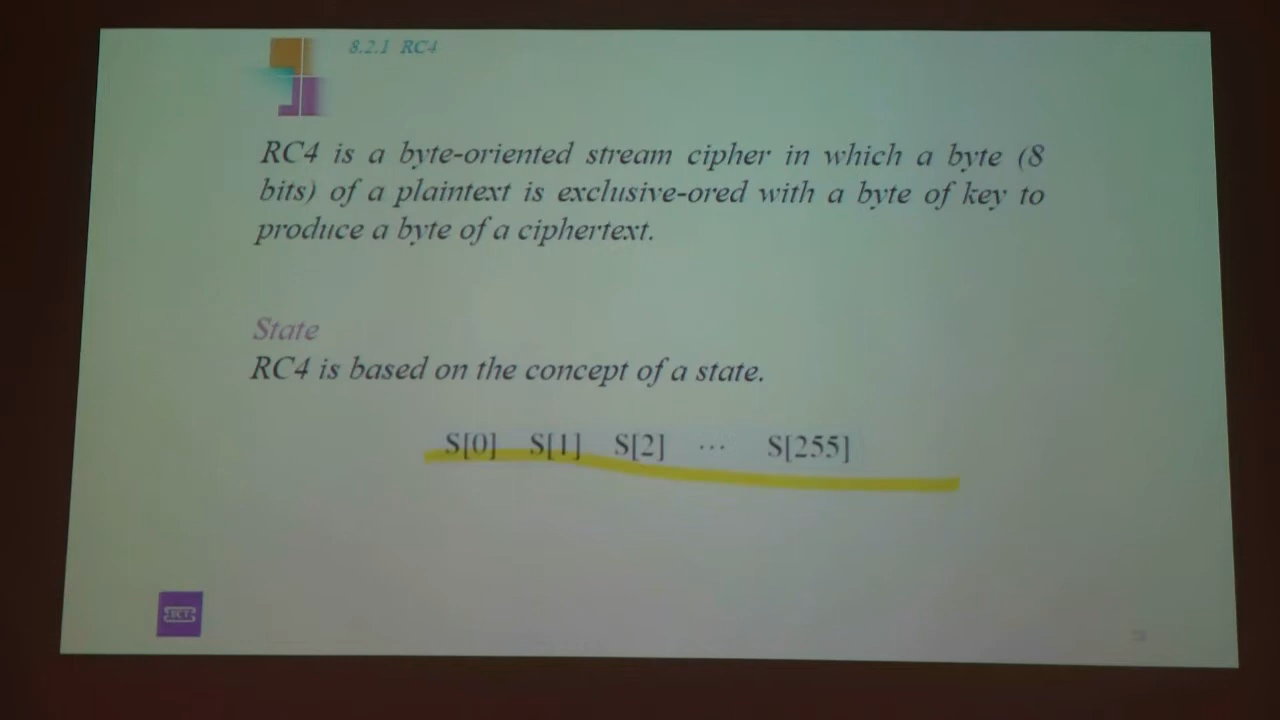 8.2.1 RC4
RC4 is a byte-oriented stream cipher in which a byte (8
bits) of a plaintext is exclusive-ored with a byte of key to
produce a byte of a ciphertext.
State
RC4 is based on the concept of a state.
S[0] S[1] S[2] ⋯ S[255]